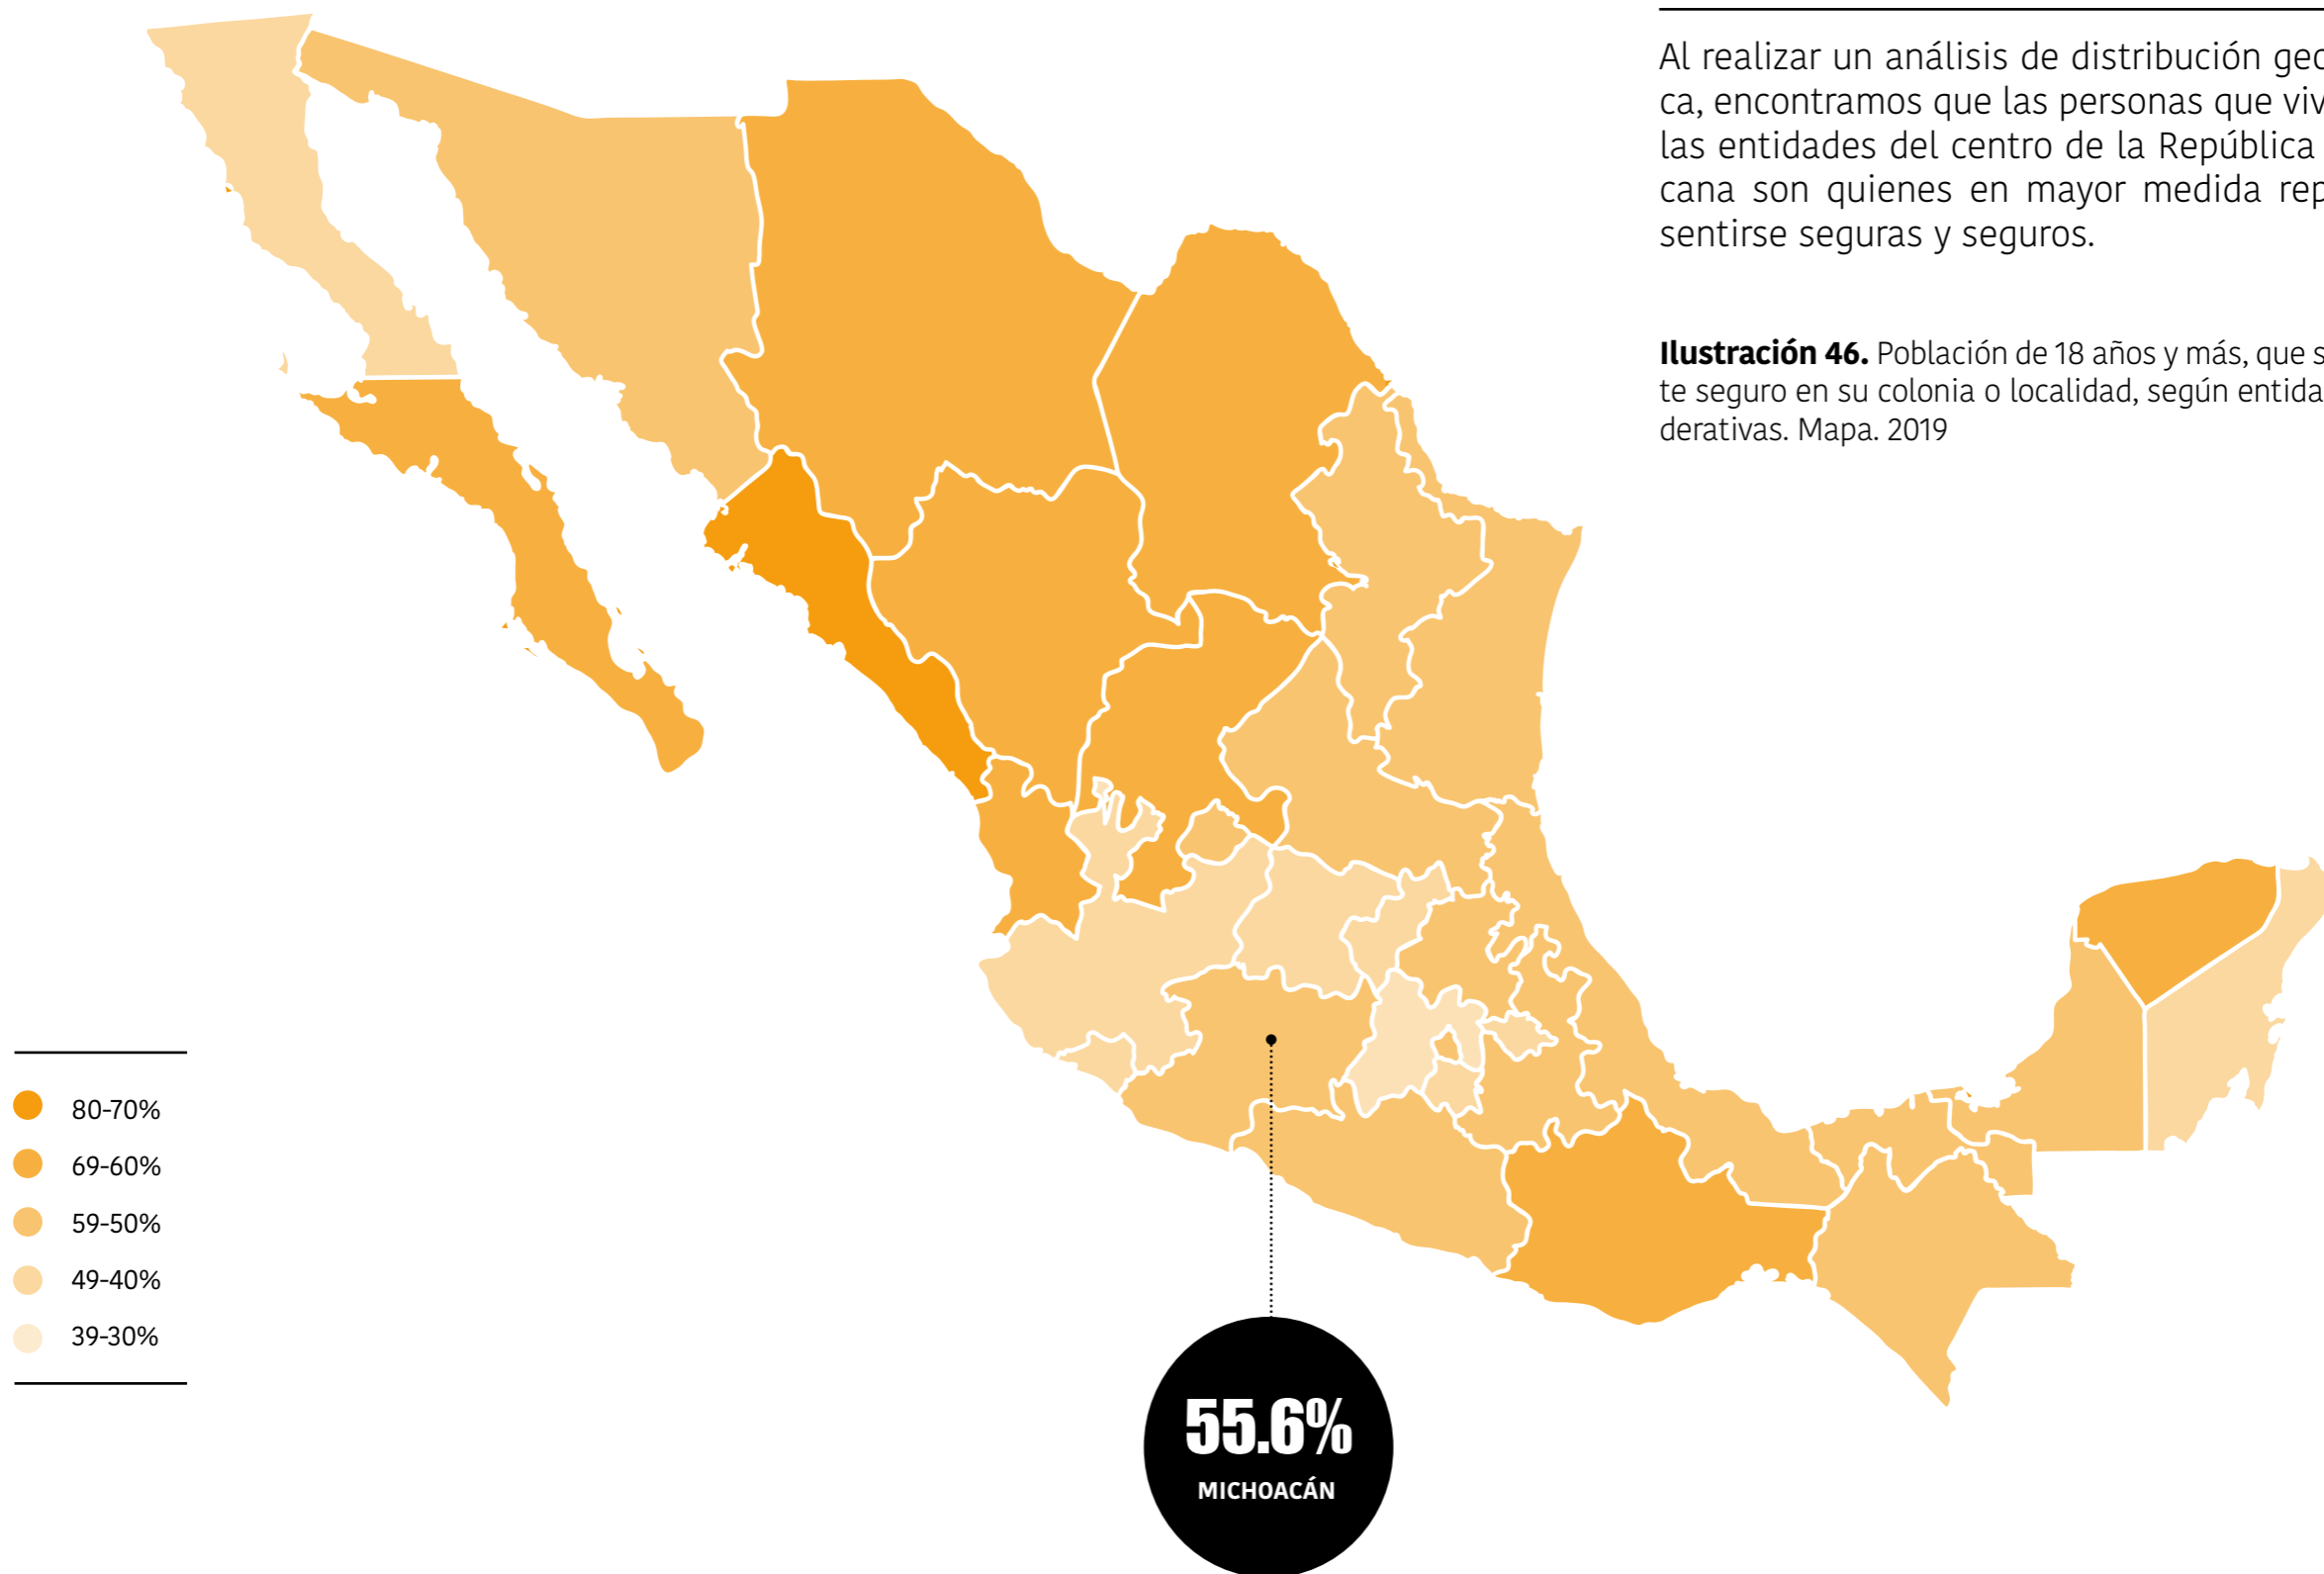 Al realizar un análisis de distribución geo
ca, encontramos que las personas que viv
las entidades del centro de la República
cana son quienes en mayor medida rep
sentirse seguras y seguros.
Ilustración 46. Población de 18 años y más, que s
te seguro en su colonia o localidad, según entida
derativas. Mapa. 2019
80-70%
69-60%
59-50%
49-40%
39-30%
55.6%
MICHOACÁN